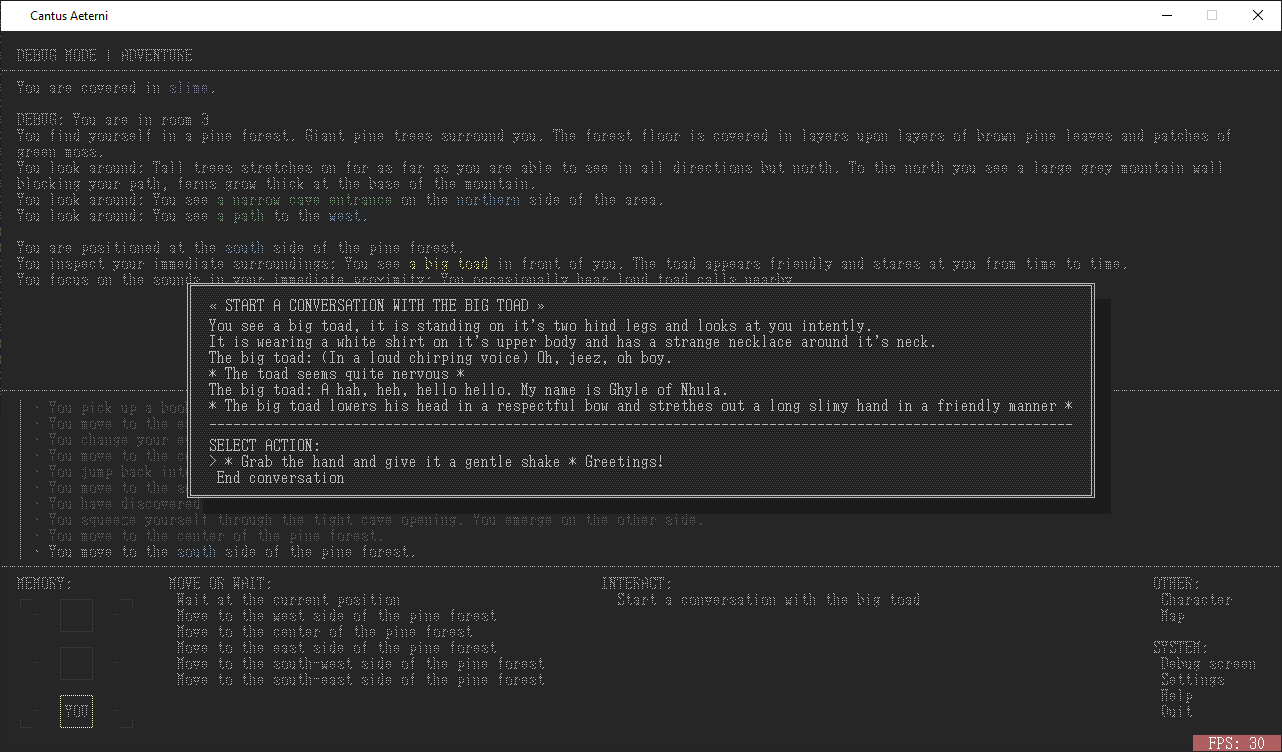 Cantus Aeterni
DEBUG MODE | ADVENTURE
You are covered in slime.
DEBUG: You are in room 3
You find yourself in a pine forest. Giant pine trees surround you. The forest floor is covered in layers upon layers of brown pine leaves and patches of
green moss.
You look around: Tall trees stretches on for as far as you are able to see in all directions but north. To the north you see a large grey mountain wall
blocking your path, ferns grow thick at the base of the mountain.
You look around: You see a narrow cave entrance on the northern side of the area.
You look around: You see a path to the west.
You are positioned at the south side of the pine forest.
You inspect your immediate surroundings: You see a big toad in front of you. The toad appears friendly and stares at you from time to time.
You focus on the sounds in your immediate proximity: You occasionally hear loud toad calls nearby
« START A CONVERSATION WITH THE BIG TOAD »
You see a big toad, it is standing on it's two hind legs and looks at you intently.
It is wearing a white shirt on it's upper body and has a strange necklace around it's neck.
The big toad: (In a loud chirping voice) Oh, jeez, oh boy.
* The toad seems quite nervous *
The big toad: A hah, heh, hello hello. My name is Ghyle of Nhula.
* The big toad lowers his head in a respectful bow and strethes out a long slimy hand in a friendly manner *
SELECT ACTION:
> * Grab the hand and give it a gentle shake * Greetings!
End conversation
· You pick up a
· You move to the
· You change your
· You move to the
· You jump back
· You move to the
· You have discovered
· You squeeze yourself through the tight cave opening. You emerge on the other side.
· You move to the center of the pine forest.
· You move to the south side of the pine forest.
MEMORY:
YOU
MOVE OR WAIT:
Wait at the current position
Move to the west side of the pine forest
Move to the center of the pine forest
Move to the east side of the pine forest
Move to the south-west side of the pine forest
Move to the south-east side of the pine forest
INTERACT:
Start a conversation with the big toad
OTHER:
Character
Map
SYSTEM:
Debug screen
Settings
Help
Quit
FPS: 30